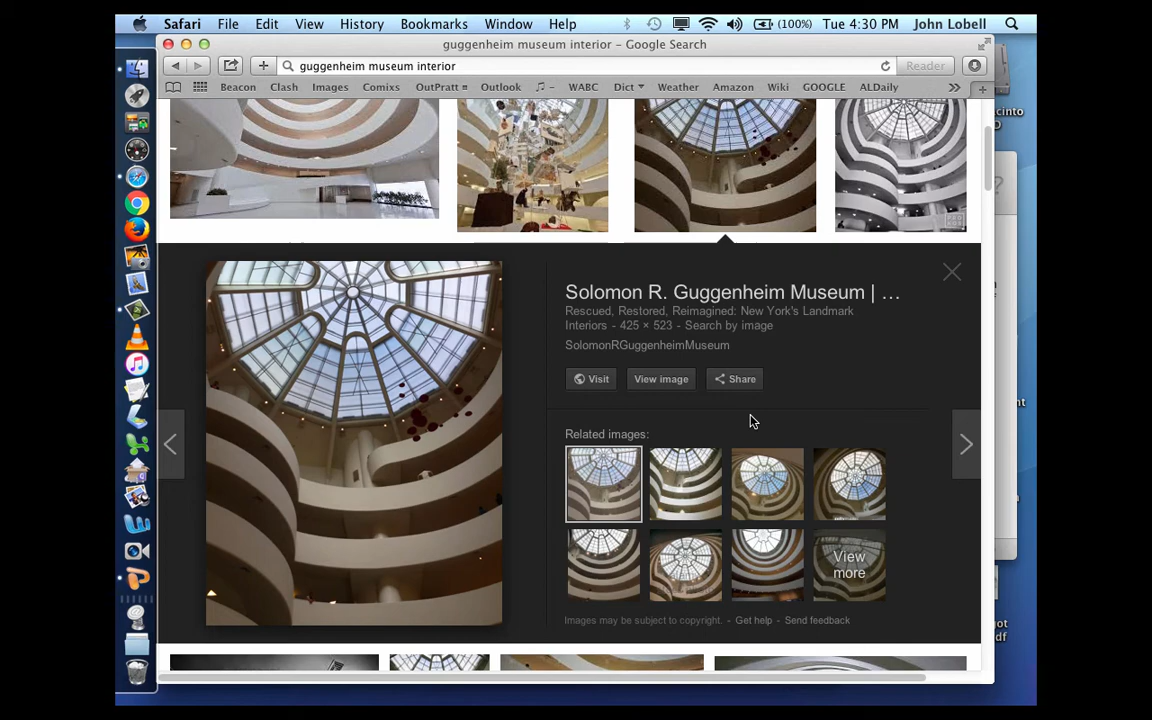 Safari File Edit View History Bookmarks Window Help (100%) Tue 4:30 PM John Lobell
guggenheim museum interior – Google Search
guggenheim museum interior Reader
Beacon Clash Images Comixs OutPratt Outlook WABC Dict Weather Amazon Wiki GOOGLE ALDaily
Solomon R. Guggenheim Museum | …
Rescued, Restored, Reimagined: New York's Landmark
Interiors - 425 × 523 - Search by image
SolomonRGuggenheimMuseum
Visit View image Share
Related images:
View
more
Images may be subject to copyright. - Get help - Send feedback